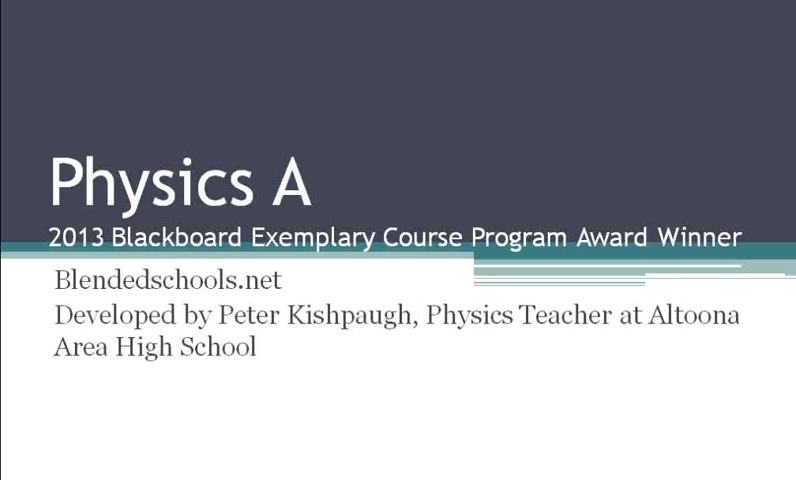 Physics A
2013 Blackboard Exemplary Course Program Award Winner
Blendedschools.net
Developed by Peter Kishpaugh, Physics Teacher at Altoona
Area High School